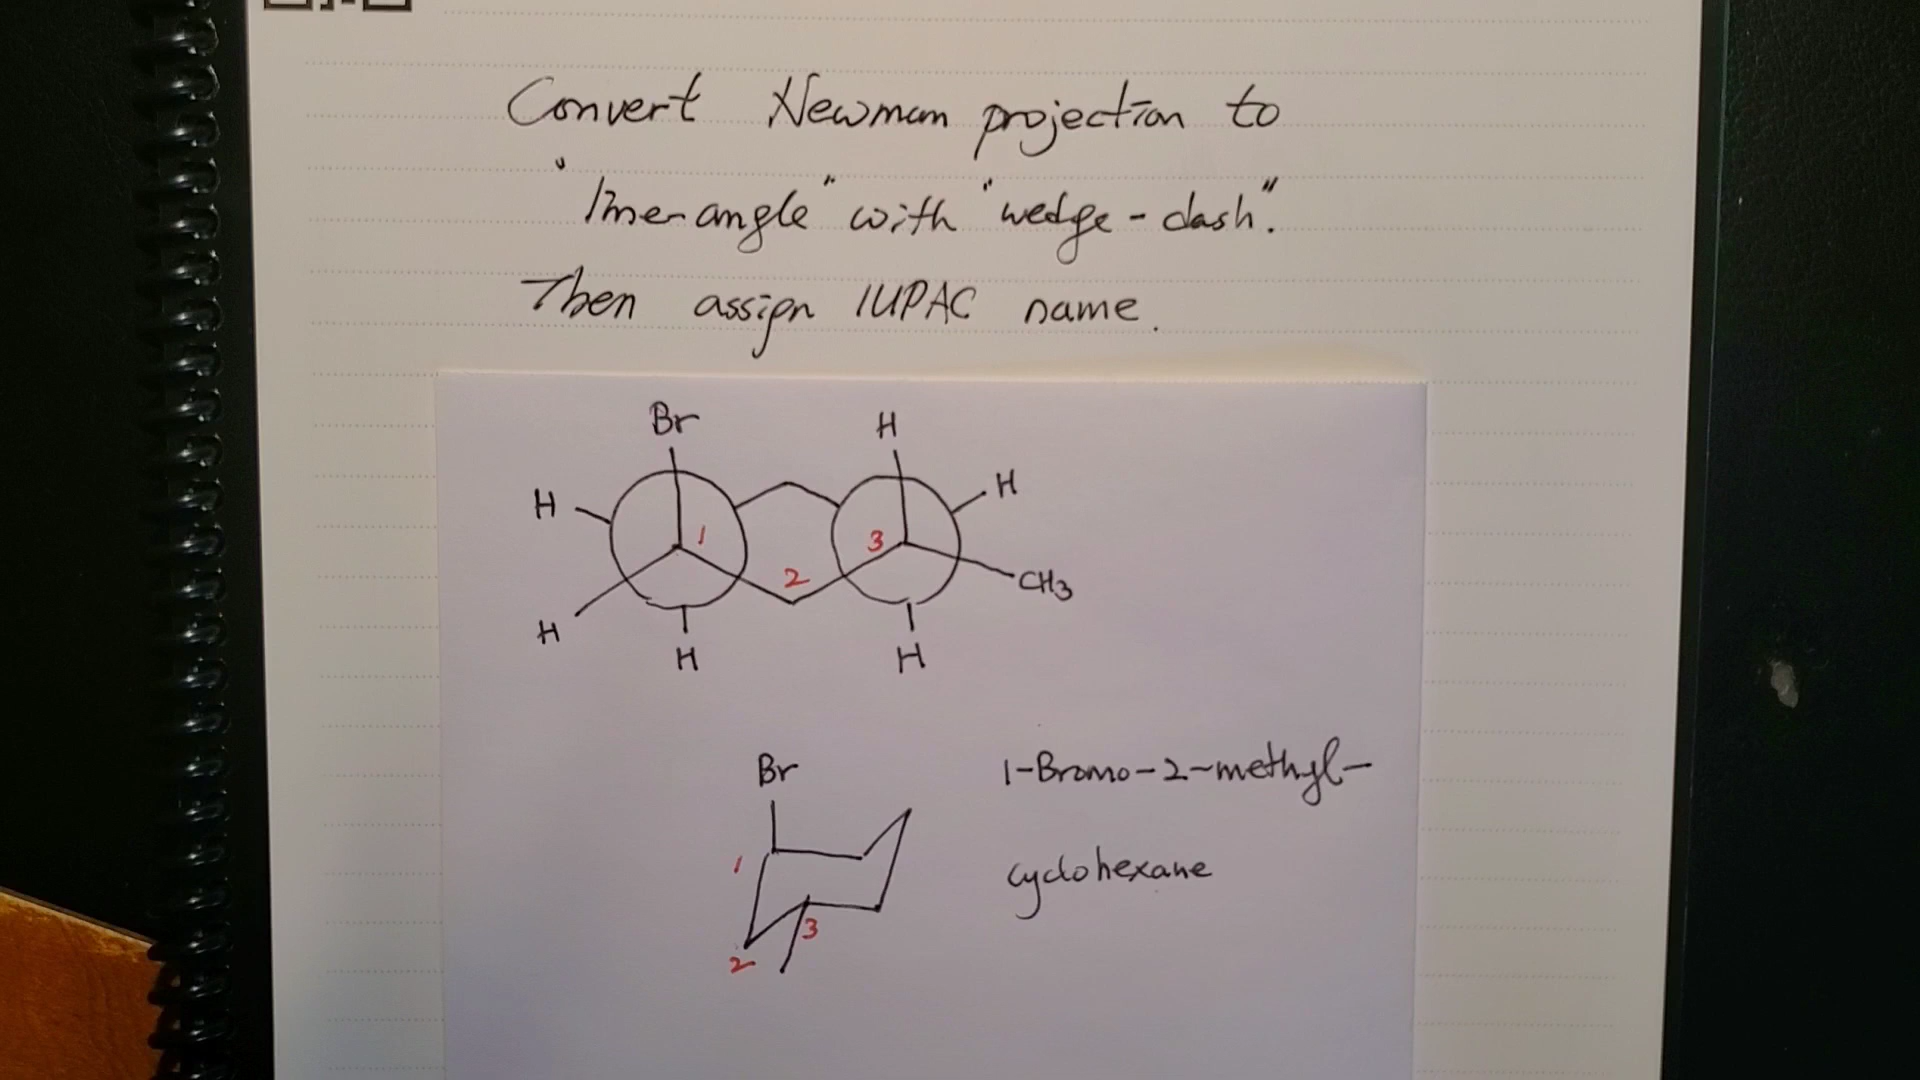 Convert Newman projection to
"line-angle" with "wedge-dash".
Then assign IUPAC name.
Br H
H H
1 3
2 CH3
H
H H
Br 1-Bromo-2-methyl-
1 cyclohexane
3
2